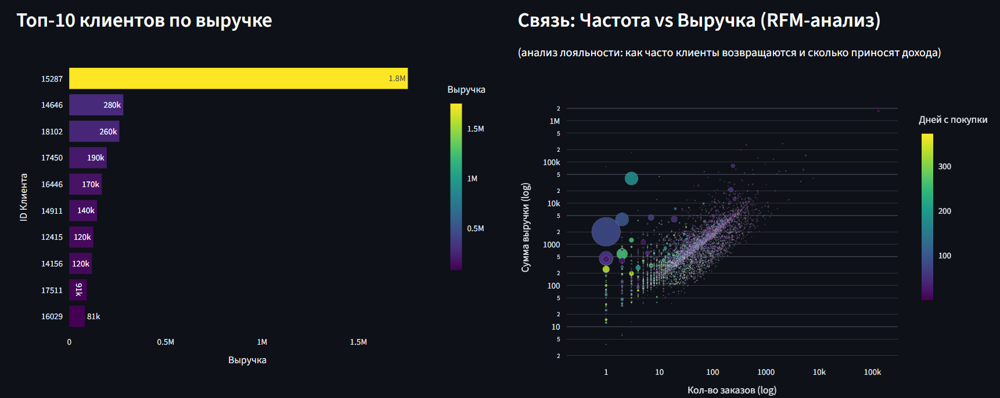 Топ-10 клиентов по выручке
15287
14646
18102
17450
16446
14911
12415
14156
17511
16029
ID Клиента
1.8M
280k
260k
190k
170k
140k
120k
120k
91k
81k
0
0.5M
1M
1.5M
Выручка
Выручка
1.5M
1M
0.5M
Связь: Частота vs Выручка (RFM-анализ)
(анализ лояльности: как часто клиенты возвращаются и сколько приносят дохода)
2
1M
5
2
100k
5
2
10k
5
2
1000
5
2
100
5
2
10
5
2
Сумма выручки (log)
1
10
100
1000
10k
100k
Кол-во заказов (log)
Дней с покупки
300
200
100